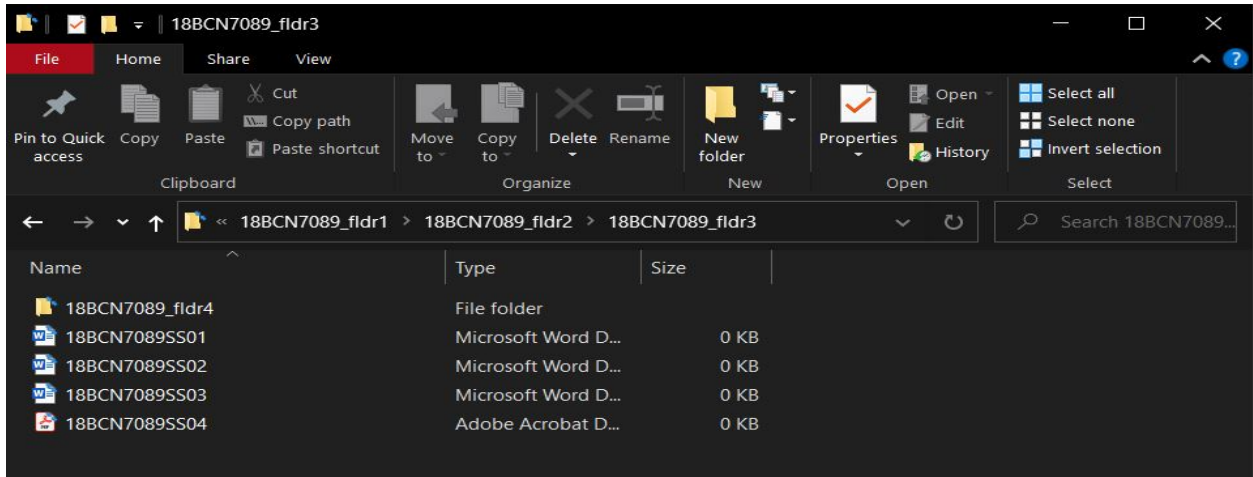 18BCN7089_fldr3
File Home Share View
Pin to Quick access
Copy
Paste
Cut
Copy path
Paste shortcut
Move to
Copy to
Delete
Rename
New folder
Properties
Open
Edit
History
Select all
Select none
Invert selection
Clipboard Organize New Open Select
« 18BCN7089_fldr1 > 18BCN7089_fldr2 > 18BCN7089_fldr3
Search 18BCN7089...
Name Type Size
18BCN7089_fldr4 File folder
18BCN7089SS01 Microsoft Word D... 0 KB
18BCN7089SS02 Microsoft Word D... 0 KB
18BCN7089SS03 Microsoft Word D... 0 KB
18BCN7089SS04 Adobe Acrobat D... 0 KB